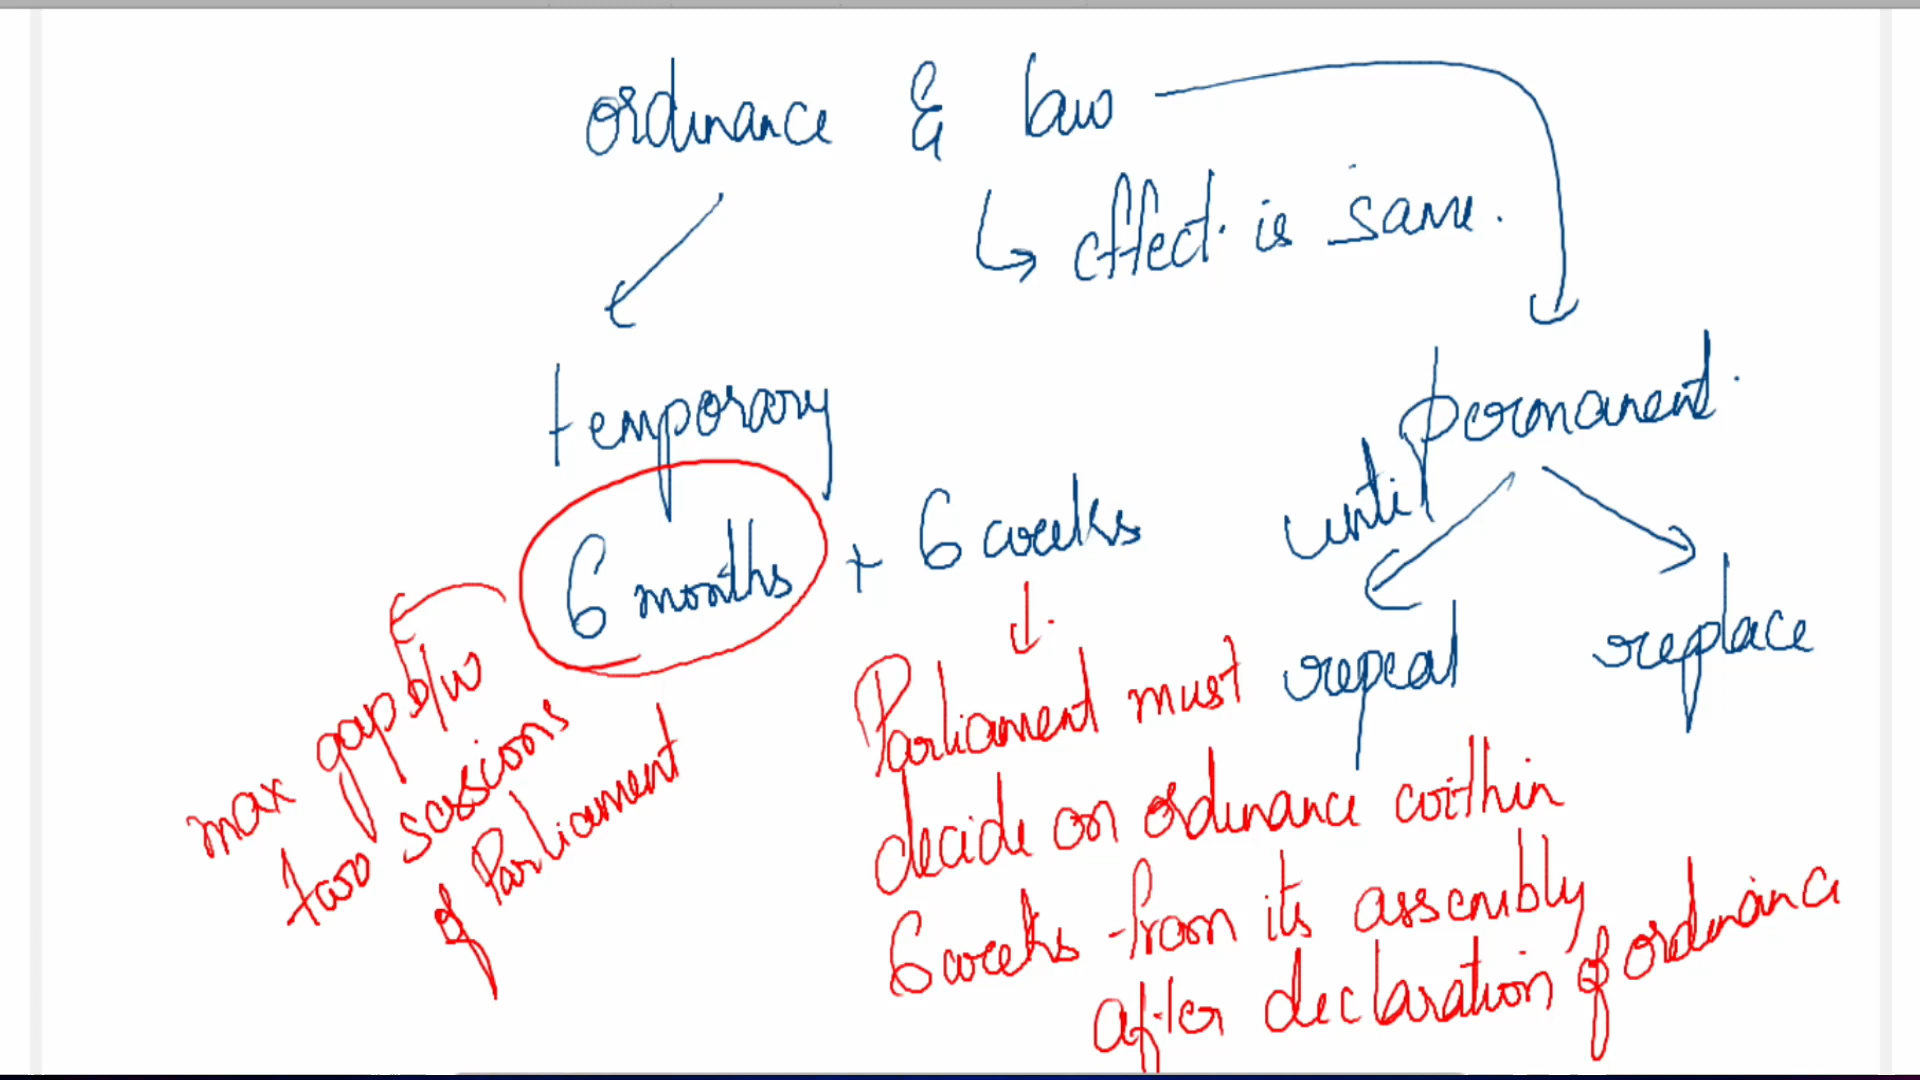 ordinance & law
↳ effect is same.
temporary
permanent.
6 months + 6 weeks
until
repeal
replace
max gap b/w
two sessions
of Parliament
Parliament must
decide on ordinance within
6 weeks from its assembly
after declaration of ordinance